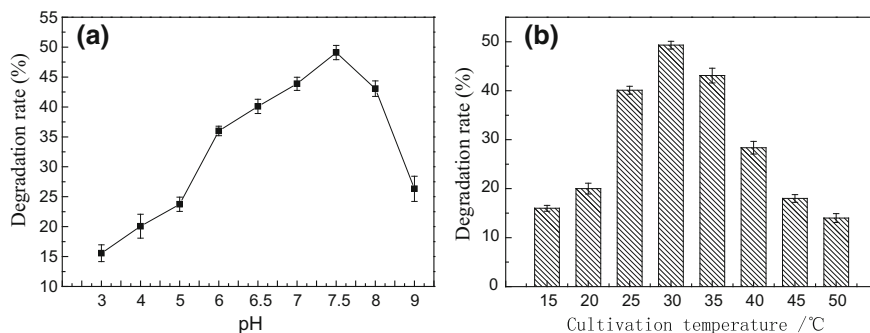 (a)
Degradation rate (%)
55
50
45
40
35
30
25
20
15
10
3 4 5 6 6.5 7 7.5 8 9
pH
(b)
Degradation rate (%)
50
40
30
20
10
0
15 20 25 30 35 40 45 50
Cultivation temperature /℃